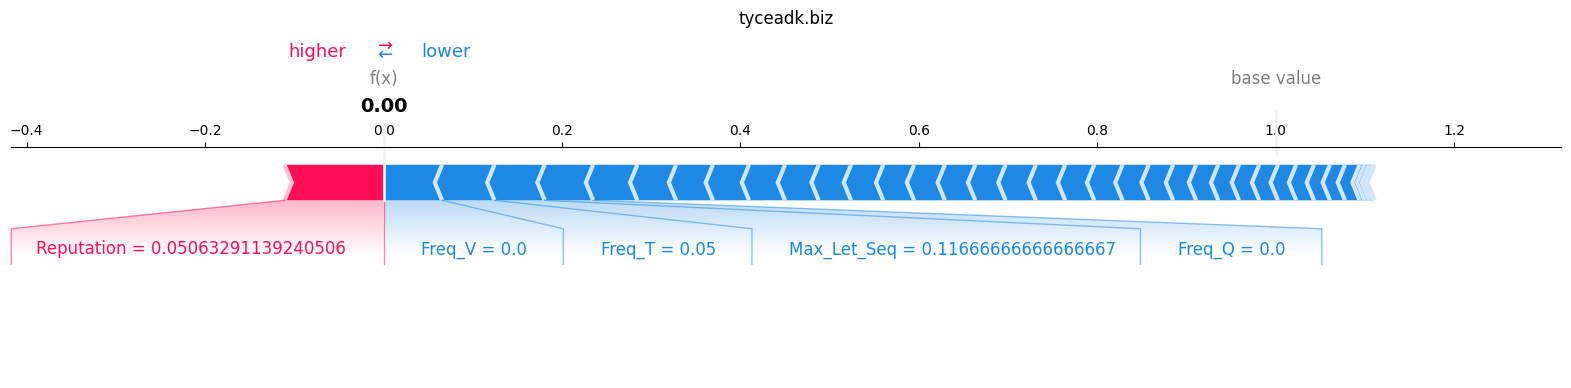 tyceadk.biz
higher ⇄ lower
f(x) base value
0.00
−0.4 −0.2 0.0 0.2 0.4 0.6 0.8 1.0 1.2
Reputation = 0.05063291139240506 Freq_V = 0.0 Freq_T = 0.05 Max_Let_Seq = 0.11666666666666667 Freq_Q = 0.0